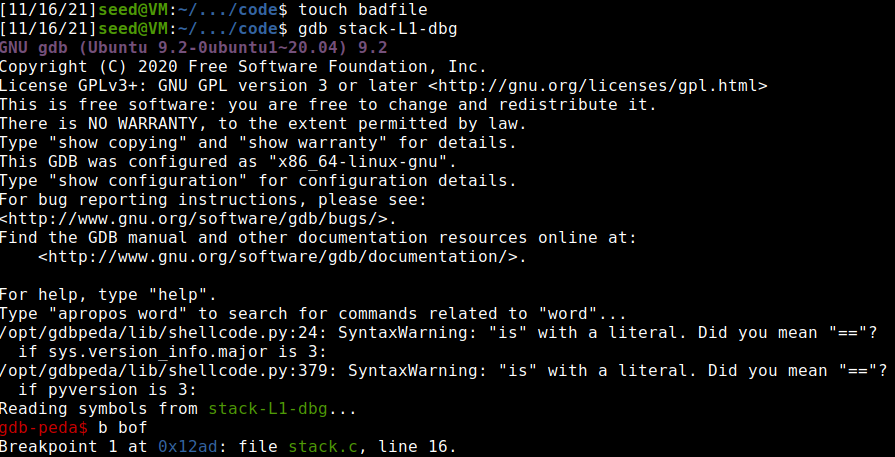 [11/16/21]seed@VM:~/.../code$ touch badfile
[11/16/21]seed@VM:~/.../code$ gdb stack-L1-dbg
GNU gdb (Ubuntu 9.2-0ubuntu1~20.04) 9.2
Copyright (C) 2020 Free Software Foundation, Inc.
License GPLv3+: GNU GPL version 3 or later <http://gnu.org/licenses/gpl.html>
This is free software: you are free to change and redistribute it.
There is NO WARRANTY, to the extent permitted by law.
Type "show copying" and "show warranty" for details.
This GDB was configured as "x86_64-linux-gnu".
Type "show configuration" for configuration details.
For bug reporting instructions, please see:
<http://www.gnu.org/software/gdb/bugs/>.
Find the GDB manual and other documentation resources online at:
    <http://www.gnu.org/software/gdb/documentation/>.

For help, type "help".
Type "apropos word" to search for commands related to "word"...
/opt/gdbpeda/lib/shellcode.py:24: SyntaxWarning: "is" with a literal. Did you mean "=="?
  if sys.version_info.major is 3:
/opt/gdbpeda/lib/shellcode.py:379: SyntaxWarning: "is" with a literal. Did you mean "=="?
  if pyversion is 3:
Reading symbols from stack-L1-dbg...
gdb-peda$ b bof
Breakpoint 1 at 0x12ad: file stack.c, line 16.